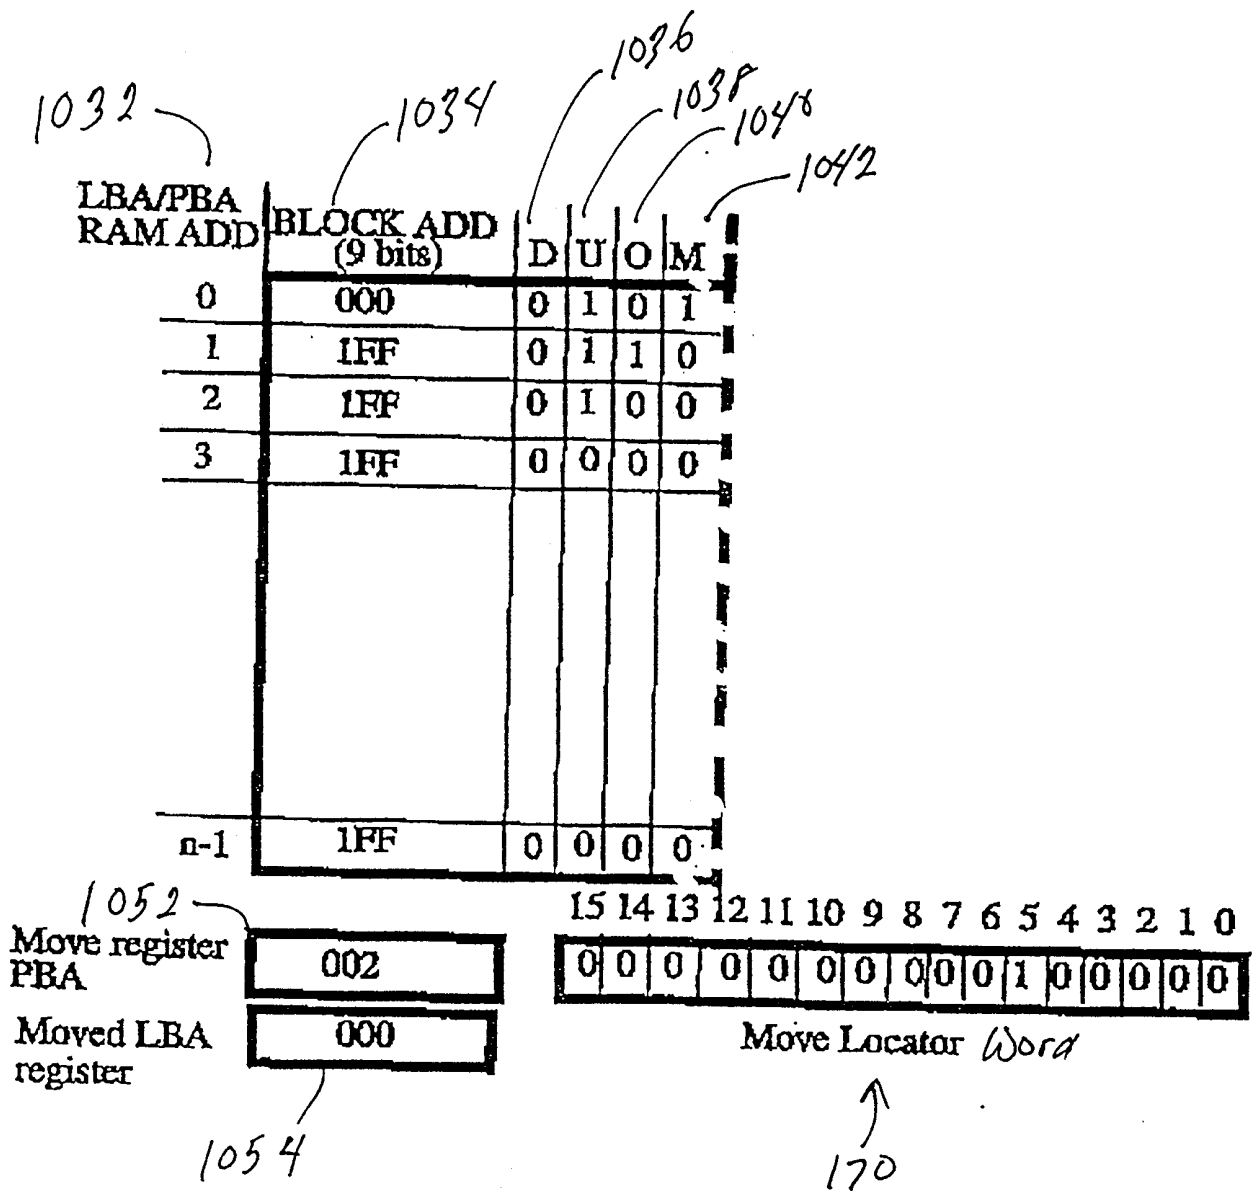 1036
1038
1040
1042
1032
1034
LBA/PBA
RAM ADD
BLOCK ADD
(9 bits)
D U O M
0 000 0 1 0 1
1 1FF 0 1 1 0
2 1FF 0 1 0 0
3 1FF 0 0 0 0
n-1 1FF 0 0 0 0
1052
15 14 13 12 11 10 9 8 7 6 5 4 3 2 1 0
Move register
PBA
002
0 0 0 0 0 0 0 0 0 0 1 0 0 0 0 0
Moved LBA
register
000
Move Locator Word
1054
170